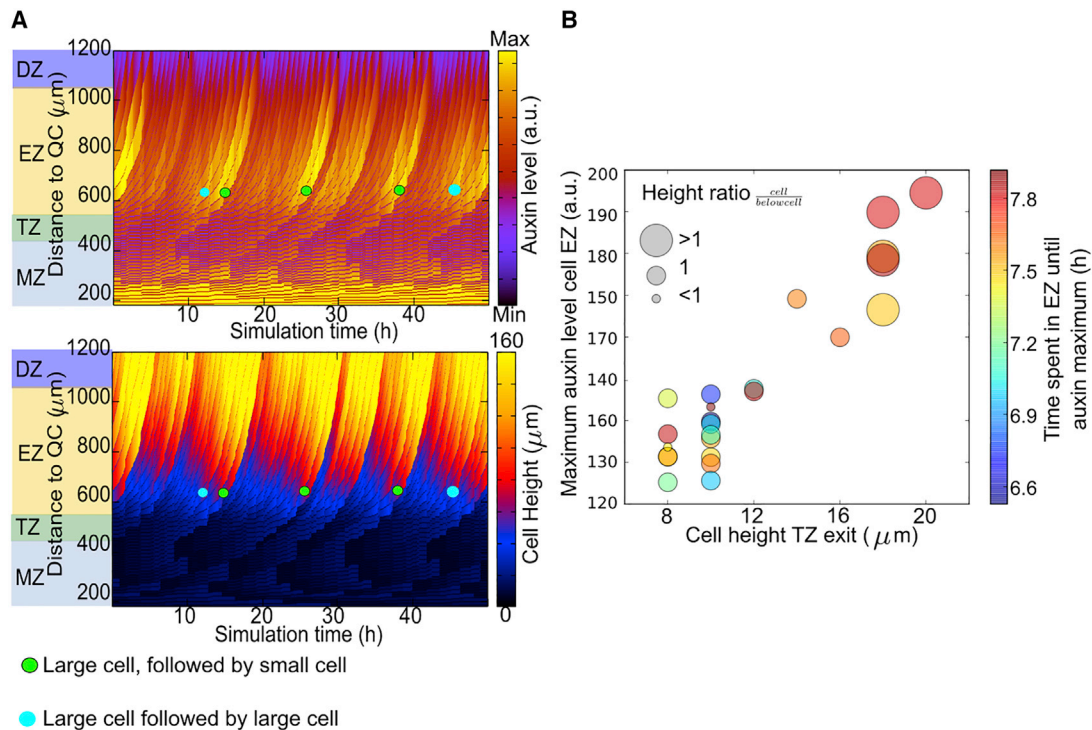 A
Max
1200
DZ
1000
EZ
800
600
TZ
400
MZ
200
Distance to QC (μm)
10 20 30 40
Simulation time (h)
Auxin level (a.u.)
Min
160
1200
DZ
1000
EZ
800
600
TZ
400
MZ
200
Distance to QC (μm)
10 20 30 40
Simulation time (h)
Cell Height (μm)
0
Large cell, followed by small cell
Large cell followed by large cell
B
Height ratio cell/belowcell
>1
1
<1
200
190
180
150
170
140
160
130
120
Maximum auxin level cell EZ (a.u.)
8 10 12 14 16 18 20
Cell height TZ exit (μm)
7.8
7.5
7.2
6.9
6.6
Time spent in EZ until
auxin maximum (h)